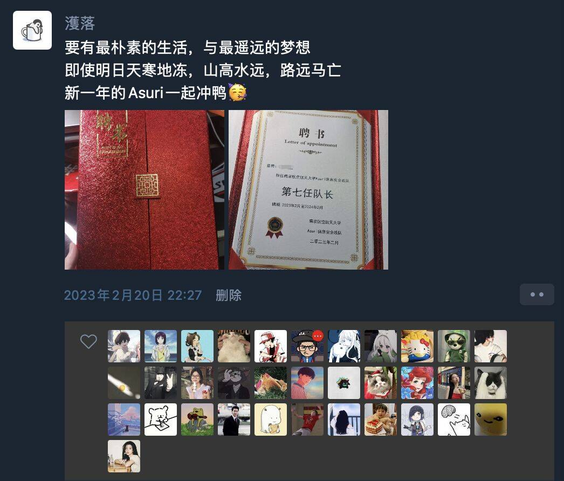 濩落
要有最朴素的生活，与最遥远的梦想
即使明日天寒地冻，山高水远，路远马亡
新一年的Asuri一起冲鸭🥳
聘书
聘书
Letter of appointment
第七任队长
2023年2月20日 22:27 删除